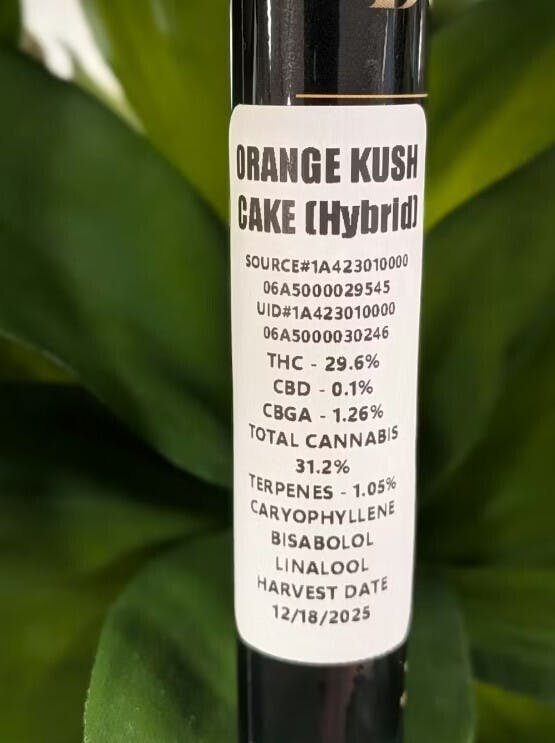 ORANGE KUSH
CAKE (Hybrid)
SOURCE#1A423010000
06A5000029545
UID#1A423010000
06A5000030246
THC - 29.6%
CBD - 0.1%
CBGA - 1.26%
TOTAL CANNABIS
31.2%
TERPENES - 1.05%
CARYOPHYLLENE
BISABOLOL
LINALOOL
HARVEST DATE
12/18/2025